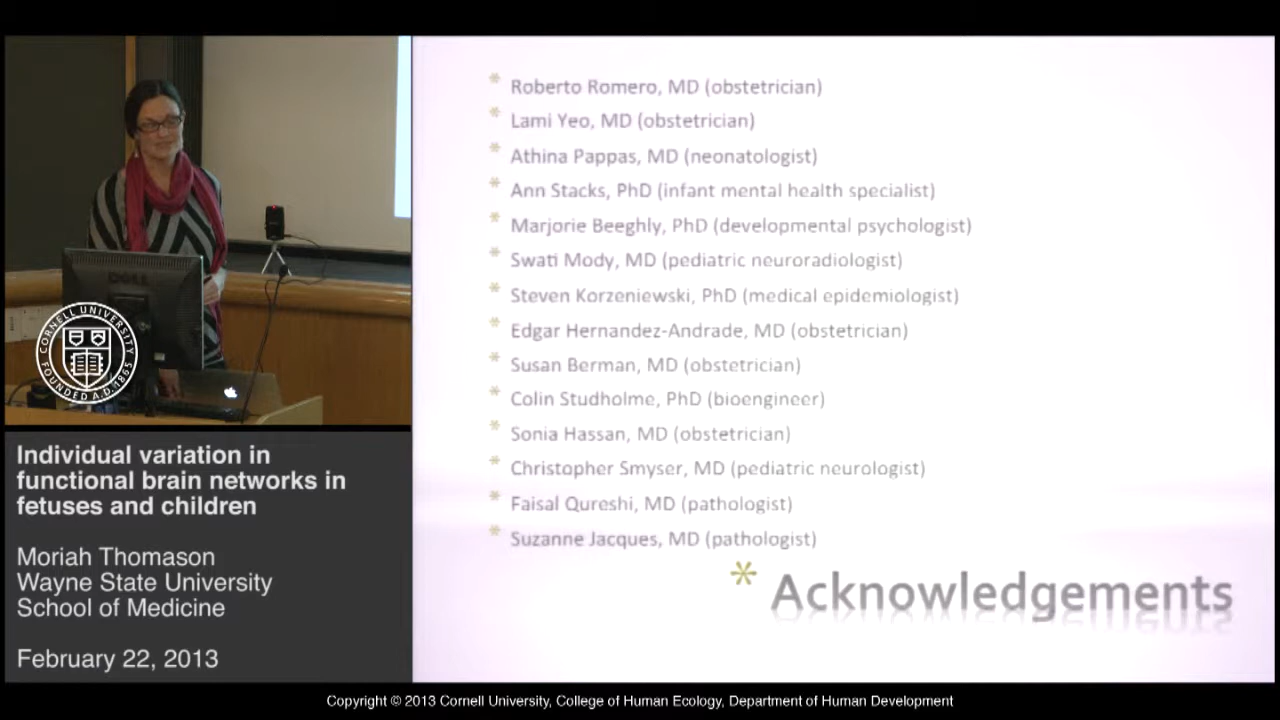 DELL
CORNELL UNIVERSITY
FOUNDED A.D. 1865
Individual variation in
functional brain networks in
fetuses and children
Moriah Thomason
Wayne State University
School of Medicine
February 22, 2013
* Roberto Romero, MD (obstetrician)
* Lami Yeo, MD (obstetrician)
* Athina Pappas, MD (neonatologist)
* Ann Stacks, PhD (infant mental health specialist)
* Marjorie Beeghly, PhD (developmental psychologist)
* Swati Mody, MD (pediatric neuroradiologist)
* Steven Korzeniewski, PhD (medical epidemiologist)
* Edgar Hernandez-Andrade, MD (obstetrician)
* Susan Berman, MD (obstetrician)
* Colin Studholme, PhD (bioengineer)
* Sonia Hassan, MD (obstetrician)
* Christopher Smyser, MD (pediatric neurologist)
* Faisal Qureshi, MD (pathologist)
* Suzanne Jacques, MD (pathologist)
* Acknowledgements
Copyright © 2013 Cornell University, College of Human Ecology, Department of Human Development